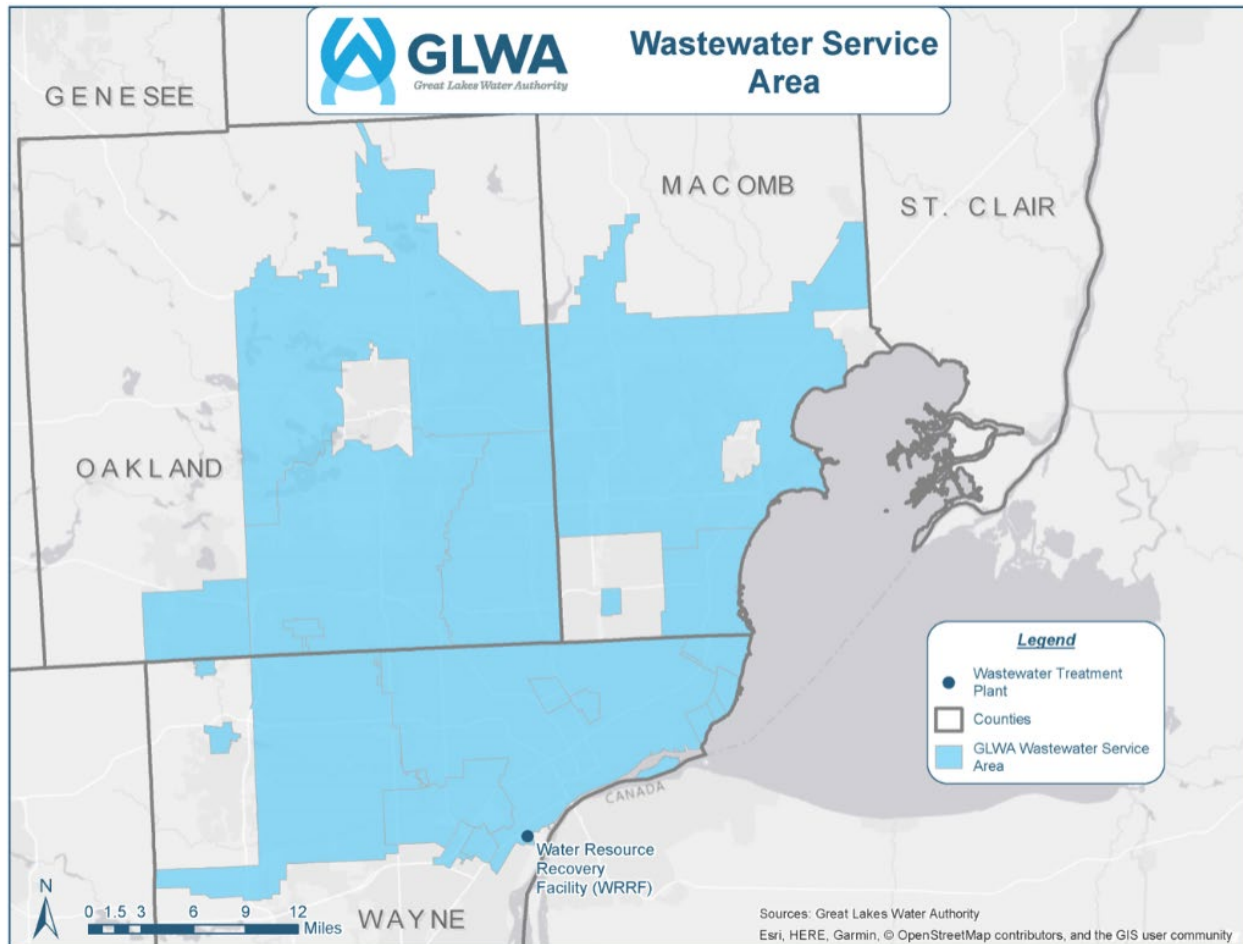 GLWA
Great Lakes Water Authority
Wastewater Service
Area
GENESEE
MACOMB
ST. CLAIR
OAKLAND
Legend
Wastewater Treatment
Plant
Counties
GLWA Wastewater Service
Area
CANADA
Water Resource
Recovery
Facility (WRRF)
WAYNE
N
0 1.5 3 6 9 12
Miles
Sources: Great Lakes Water Authority
Esri, HERE, Garmin, © OpenStreetMap contributors, and the GIS user community